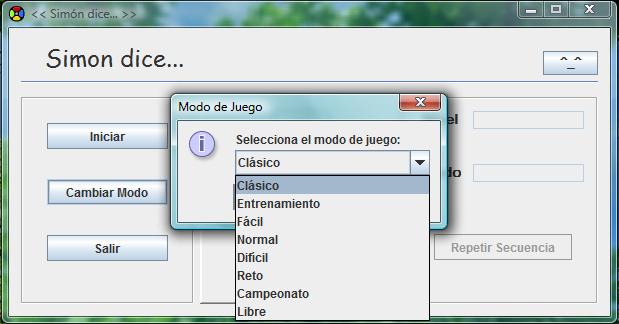 << Simón dice... >>
Simon dice...
^_^
Modo de Juego
Selecciona el modo de juego:
Clásico
Clásico
Entrenamiento
Fácil
Normal
Difícil
Reto
Campeonato
Libre
Iniciar
Cambiar Modo
Salir
el
do
Repetir Secuencia